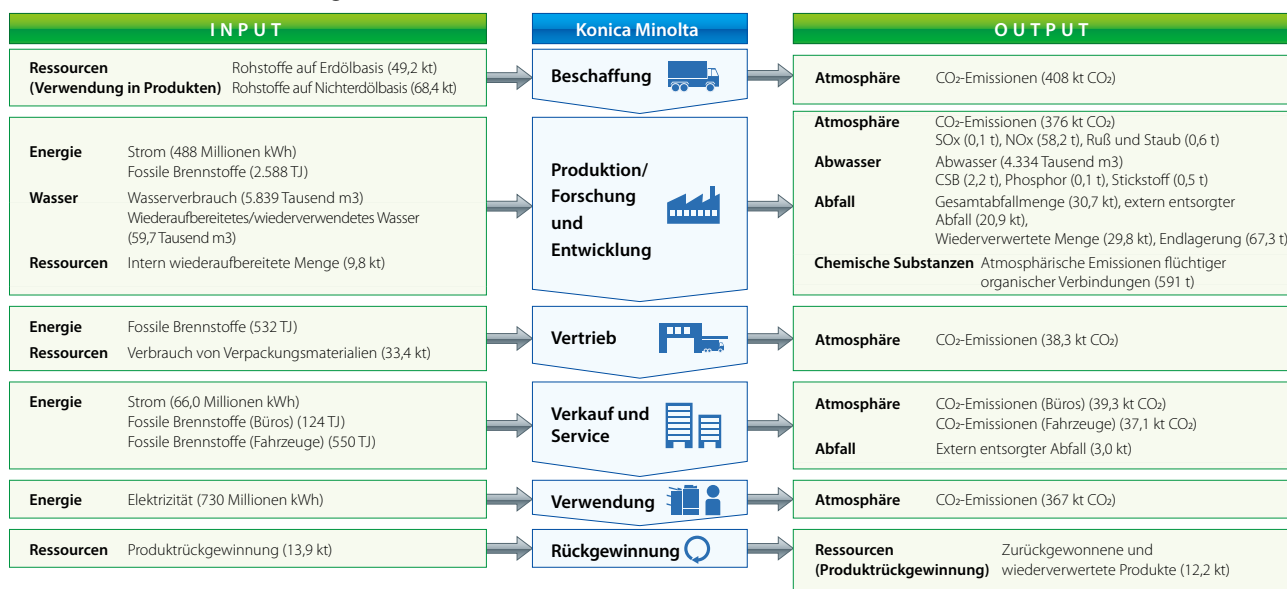 INPUT
Konica Minolta
OUTPUT
Ressourcen
(Verwendung in Produkten)
Rohstoffe auf Erdölbasis (49,2 kt)
Rohstoffe auf Nichterdölbasis (68,4 kt)
Beschaffung
Atmosphäre CO₂-Emissionen (408 kt CO₂)
Energie Strom (488 Millionen kWh)
Fossile Brennstoffe (2.588 TJ)
Wasser Wasserverbrauch (5.839 Tausend m3)
Wiederaufbereitetes/wiederverwendetes Wasser
(59,7 Tausend m3)
Ressourcen Intern wiederaufbereitete Menge (9,8 kt)
Produktion/
Forschung
und
Entwicklung
Atmosphäre CO₂-Emissionen (376 kt CO₂)
SOx (0,1 t), NOx (58,2 t), Ruß und Staub (0,6 t)
Abwasser Abwasser (4.334 Tausend m3)
CSB (2,2 t), Phosphor (0,1 t), Stickstoff (0,5 t)
Abfall Gesamtabfallmenge (30,7 kt), extern entsorgter
Abfall (20,9 kt),
Wiederverwertete Menge (29,8 kt), Endlagerung (67,3 t)
Chemische Substanzen Atmosphärische Emissionen flüchtiger
organischer Verbindungen (591 t)
Energie Fossile Brennstoffe (532 TJ)
Ressourcen Verbrauch von Verpackungsmaterialien (33,4 kt)
Vertrieb
Atmosphäre CO₂-Emissionen (38,3 kt CO₂)
Energie Strom (66,0 Millionen kWh)
Fossile Brennstoffe (Büros) (124 TJ)
Fossile Brennstoffe (Fahrzeuge) (550 TJ)
Verkauf und
Service
Atmosphäre CO₂-Emissionen (Büros) (39,3 kt CO₂)
CO₂-Emissionen (Fahrzeuge) (37,1 kt CO₂)
Abfall Extern entsorgter Abfall (3,0 kt)
Energie Elektrizität (730 Millionen kWh)
Verwendung
Atmosphäre CO₂-Emissionen (367 kt CO₂)
Ressourcen Produktrückgewinnung (13,9 kt)
Rückgewinnung
Ressourcen
(Produktrückgewinnung)
Zurückgewonnene und
wiederverwertete Produkte (12,2 kt)